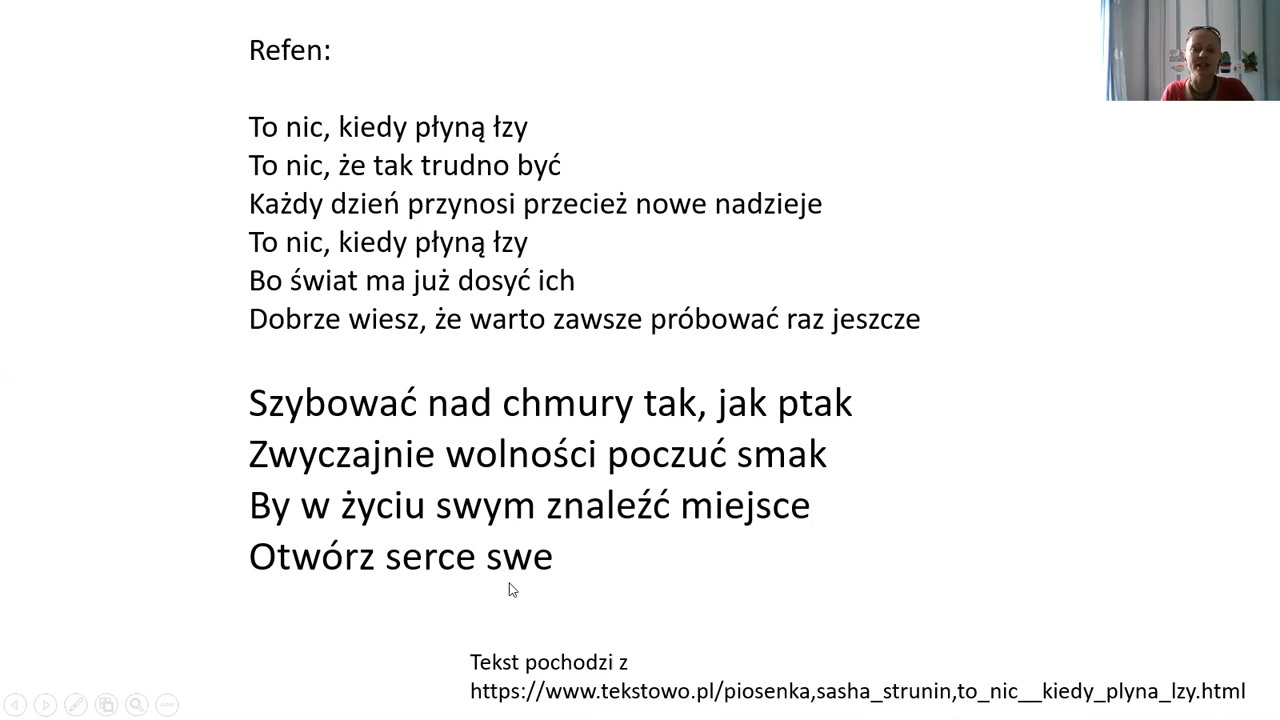 Refen:
To nic, kiedy płyną łzy
To nic, że tak trudno być
Każdy dzień przynosi przecież nowe nadzieje
To nic, kiedy płyną łzy
Bo świat ma już dosyć ich
Dobrze wiesz, że warto zawsze próbować raz jeszcze
Szybować nad chmury tak, jak ptak
Zwyczajnie wolności poczuć smak
By w życiu swym znaleźć miejsce
Otwórz serce swe
Tekst pochodzi z
https://www.tekstowo.pl/piosenka,sasha_strunin,to_nic__kiedy_plyna_lzy.html